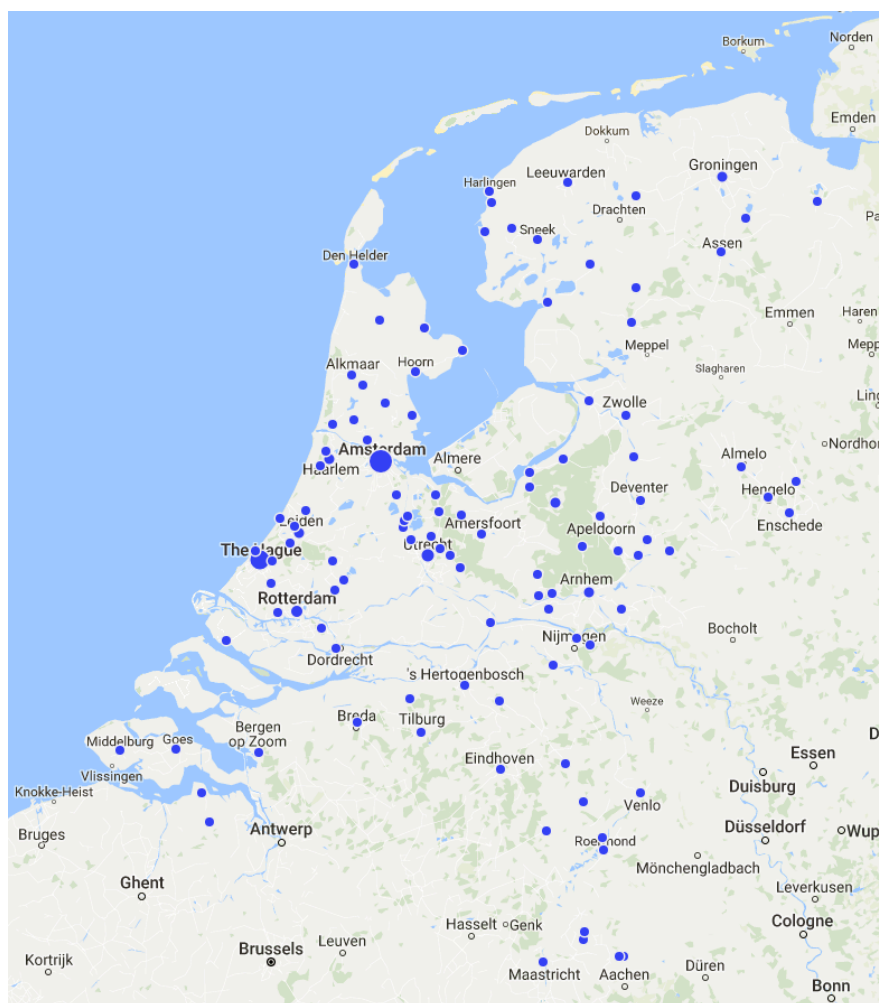 Borkum
Norden
Emden
Dokkum
Groningen
Leeuwarden
Harlingen
Drachten
Sneek
Assen
Den Helder
Emmen
Haren
Meppel
Mepp
Slagharen
Hoorn
Alkmaar
Ling
Zwolle
Nordhor
Amsterdam
Almere
Haarlem
Almelo
Deventer
Hengelo
Enschede
Leiden
Amersfoort
Apeldoorn
Utrecht
The Hague
Arnhem
Rotterdam
Bocholt
Nijmegen
Dordrecht
's Hertogenbosch
Weeze
Breda
Tilburg
Bergen
op Zoom
Goes
Middelburg
Vlissingen
Eindhoven
Essen
D
Duisburg
Knokke-Heist
Venlo
Bruges
Antwerp
Düsseldorf
Wup
Roermond
Mönchengladbach
Ghent
Leverkusen
Hasselt
Genk
Cologne
Brussels
Leuven
Kortrijk
Maastricht
Aachen
Düren
Bonn